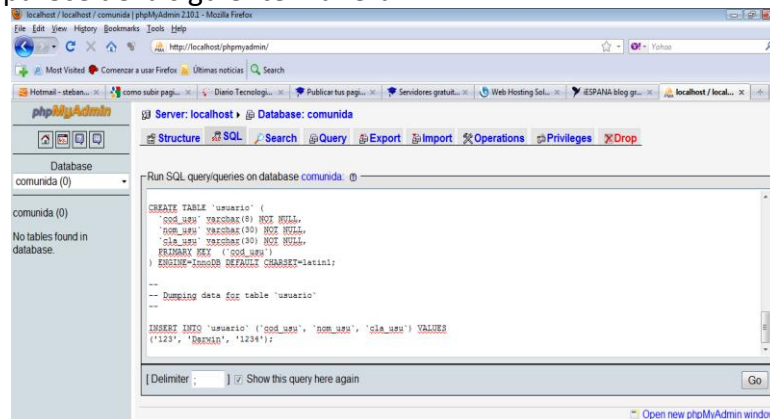 localhost / localhost / comunida | phpMyAdmin 2.10.1 - Mozilla Firefox
File Edit View History Bookmarks Tools Help
http://localhost/phpmyadmin/
Yahoo
Most Visited Comenzar a usar Firefox Últimas noticias Search
Hotmail - steban... como subir pagi... Diario Tecnologi... Publicar tus pagi... Servidores gratuit... Web Hosting Sol... iESPANA blog gr... localhost / local...
phpMyAdmin
Server: localhost Database: comunida
Structure SQL Search Query Export Import Operations Privileges Drop
Database
comunida (0)
comunida (0)
No tables found in
database.
Run SQL query/queries on database comunida:
CREATE TABLE `usuario` (
`cod_usu` varchar(8) NOT NULL,
`nom_usu` varchar(30) NOT NULL,
`cla_usu` varchar(30) NOT NULL,
PRIMARY KEY (`cod_usu`)
) ENGINE=InnoDB DEFAULT CHARSET=latin1;
--
-- Dumping data for table `usuario`
--
INSERT INTO `usuario` (`cod_usu`, `nom_usu`, `cla_usu`) VALUES
('123', 'Darwin', '1234');
[ Delimiter ; ] Show this query here again
Go
Open new phpMyAdmin window